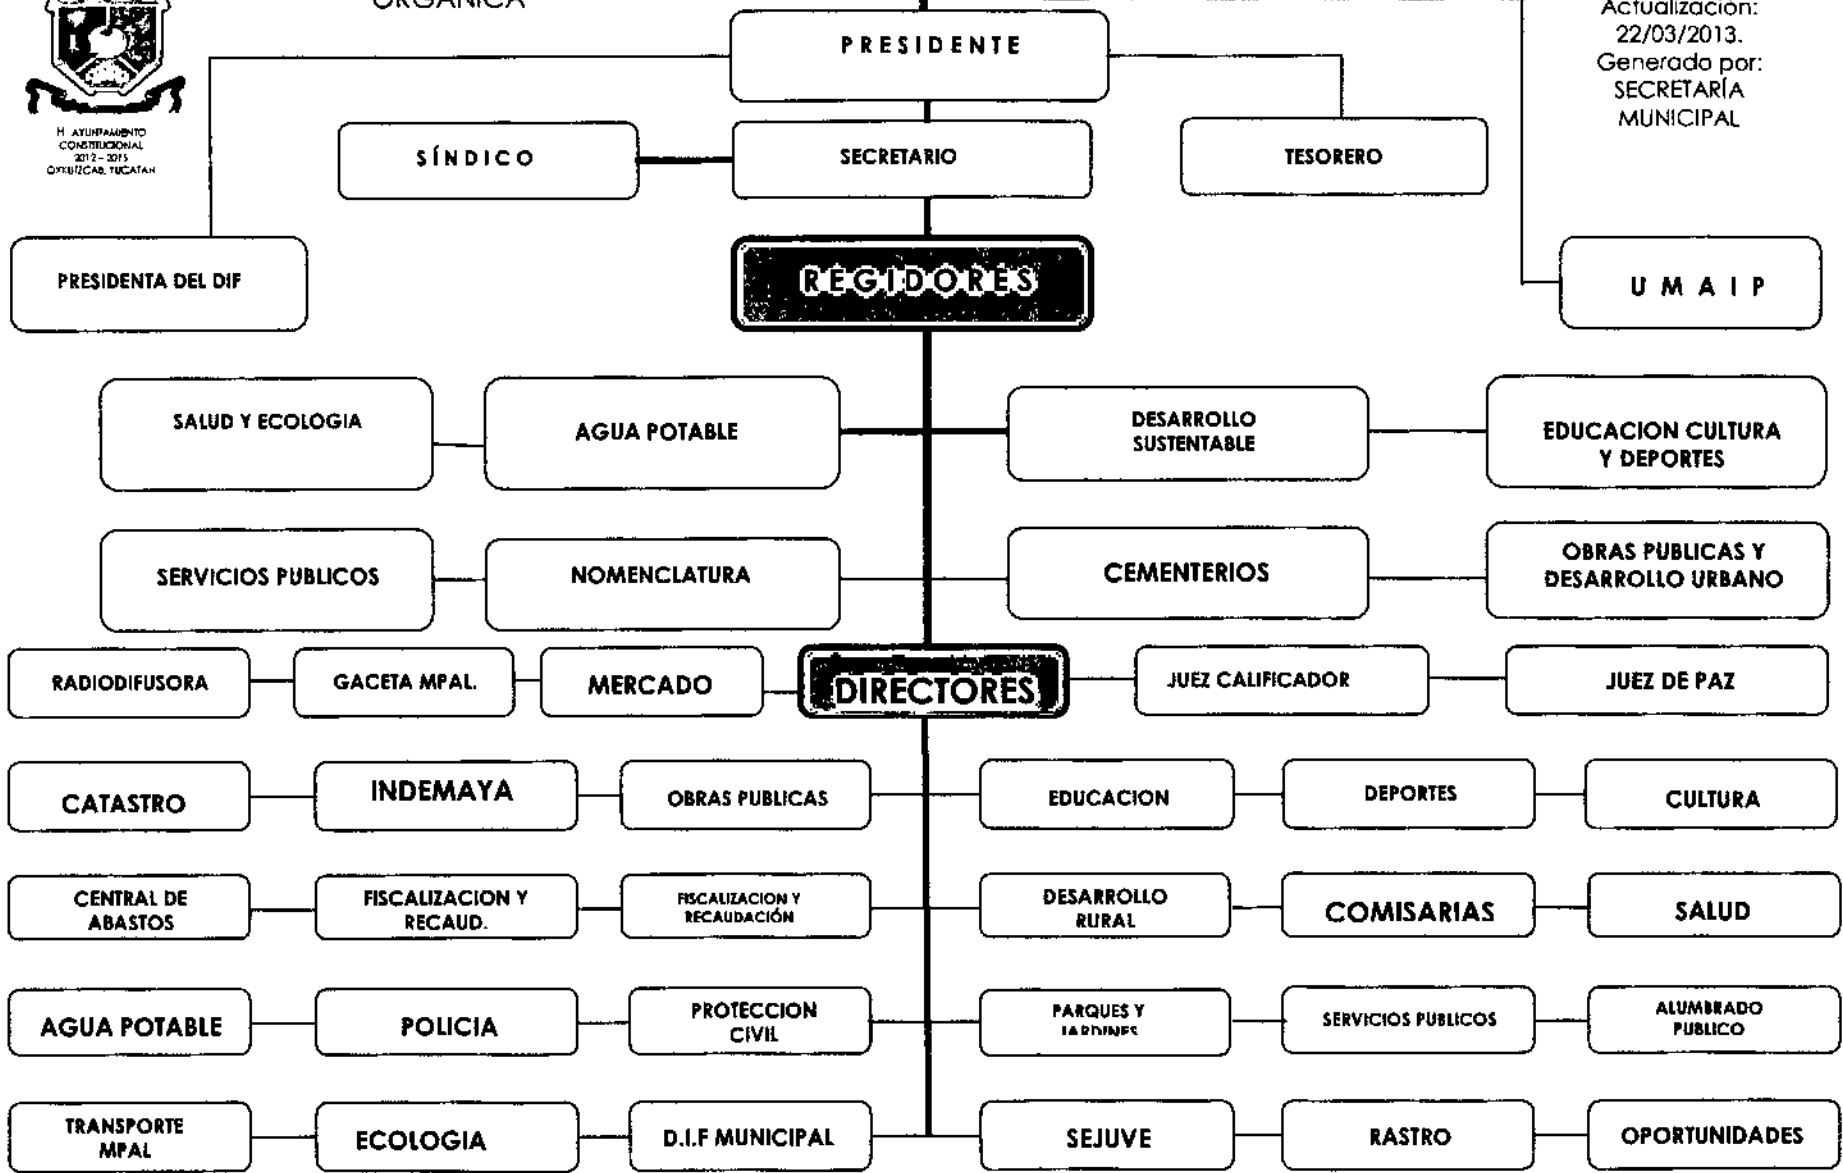 ORGANICA
Actualización:
22/03/2013.
Generado por:
SECRETARÍA
MUNICIPAL
H AYUNTAMIENTO
CONSTITUCIONAL
2012 – 2015
OXKUTZCAB, YUCATAN
PRESIDENTE
SÍNDICO
SECRETARIO
TESORERO
PRESIDENTA DEL DIF
REGIDORES
U M A I P
SALUD Y ECOLOGIA
AGUA POTABLE
DESARROLLO
SUSTENTABLE
EDUCACION CULTURA
Y DEPORTES
SERVICIOS PUBLICOS
NOMENCLATURA
CEMENTERIOS
OBRAS PUBLICAS Y
DESARROLLO URBANO
RADIODIFUSORA
GACETA MPAL.
MERCADO
DIRECTORES
JUEZ CALIFICADOR
JUEZ DE PAZ
CATASTRO
INDEMAYA
OBRAS PUBLICAS
EDUCACION
DEPORTES
CULTURA
CENTRAL DE
ABASTOS
FISCALIZACION Y
RECAUD.
FISCALIZACION Y
RECAUDACIÓN
DESARROLLO
RURAL
COMISARIAS
SALUD
AGUA POTABLE
POLICIA
PROTECCION
CIVIL
PARQUES Y
JARDINES
SERVICIOS PUBLICOS
ALUMBRADO
PUBLICO
TRANSPORTE
MPAL
ECOLOGIA
D.I.F MUNICIPAL
SEJUVE
RASTRO
OPORTUNIDADES